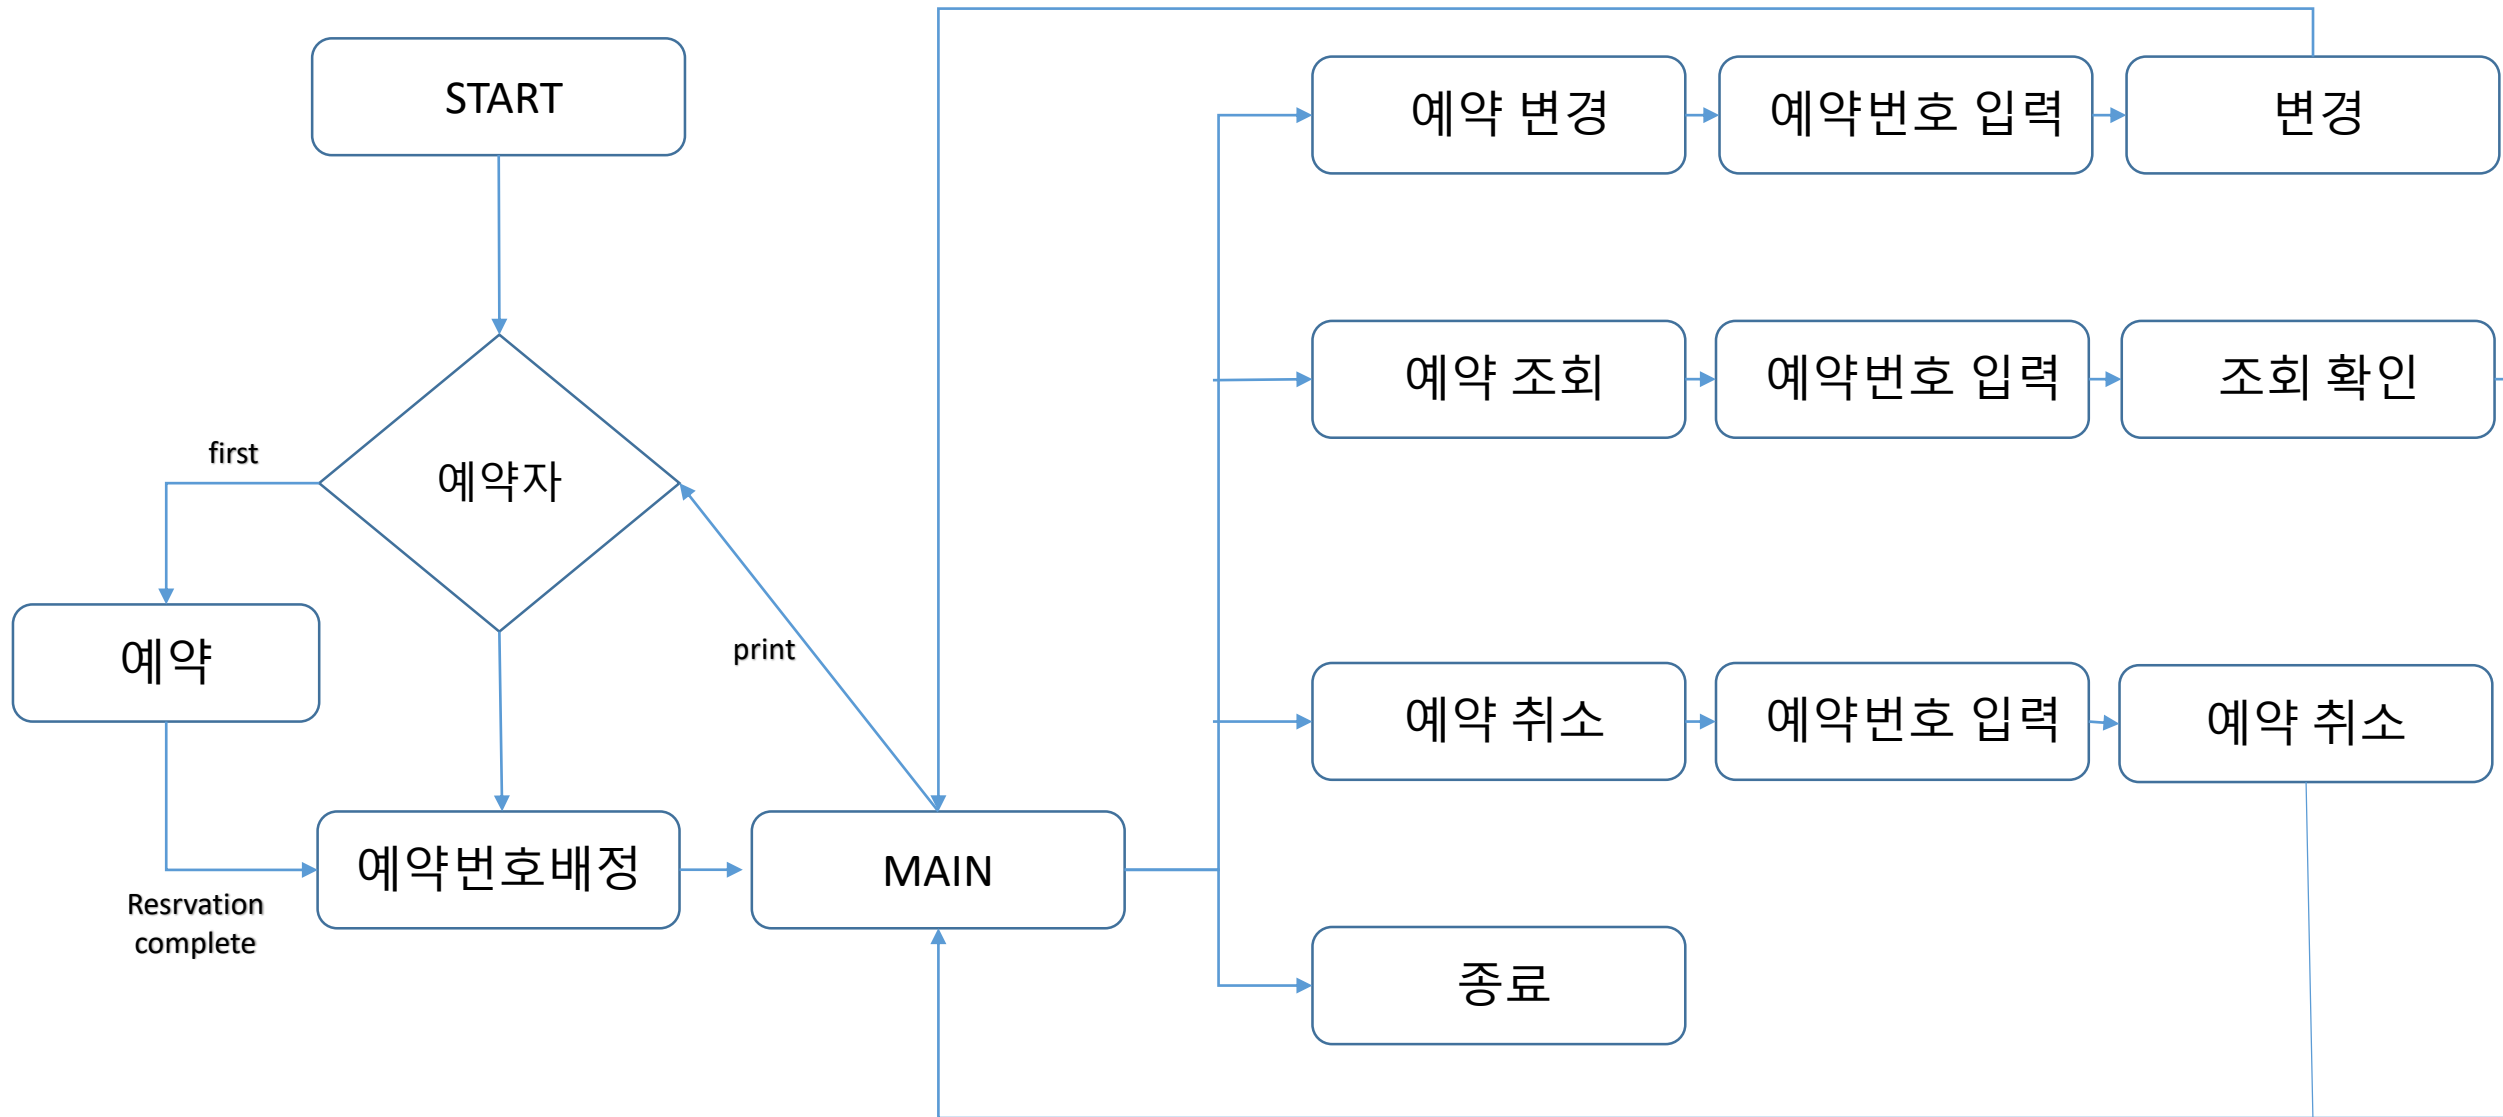 START
예약 변경
예약번호 입력
변경
예약 조회
예약번호 입력
조회 확인
first
예약자
예약
print
예약 취소
예약번호 입력
예약 취소
예약번호배정
MAIN
Resrvation
complete
종료